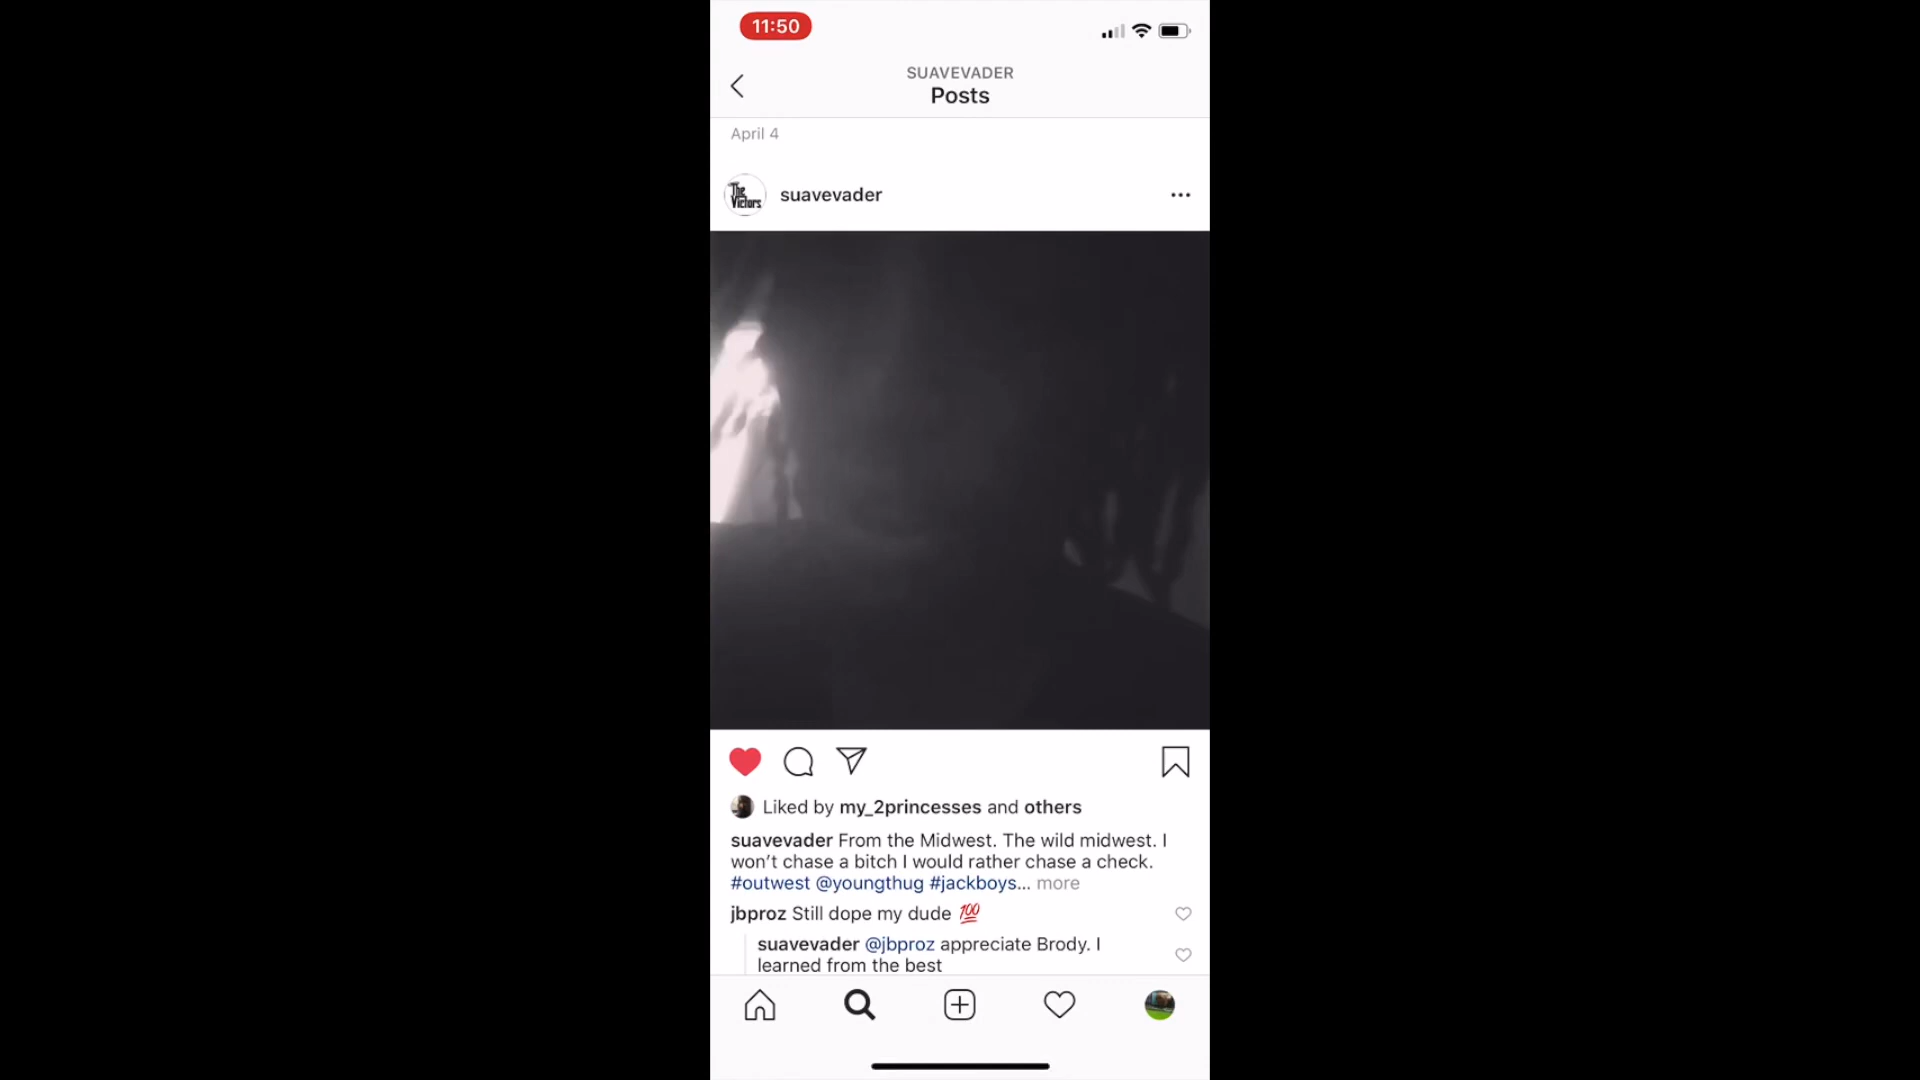 11:50
SUAVEVADER
Posts
April 4
The Victors
suavevader
Liked by my_2princesses and others
suavevader From the Midwest. The wild midwest. I
won’t chase a bitch I would rather chase a check.
#outwest @youngthug #jackboys... more
jbproz Still dope my dude 💯
suavevader @jbproz appreciate Brody. I
learned from the best